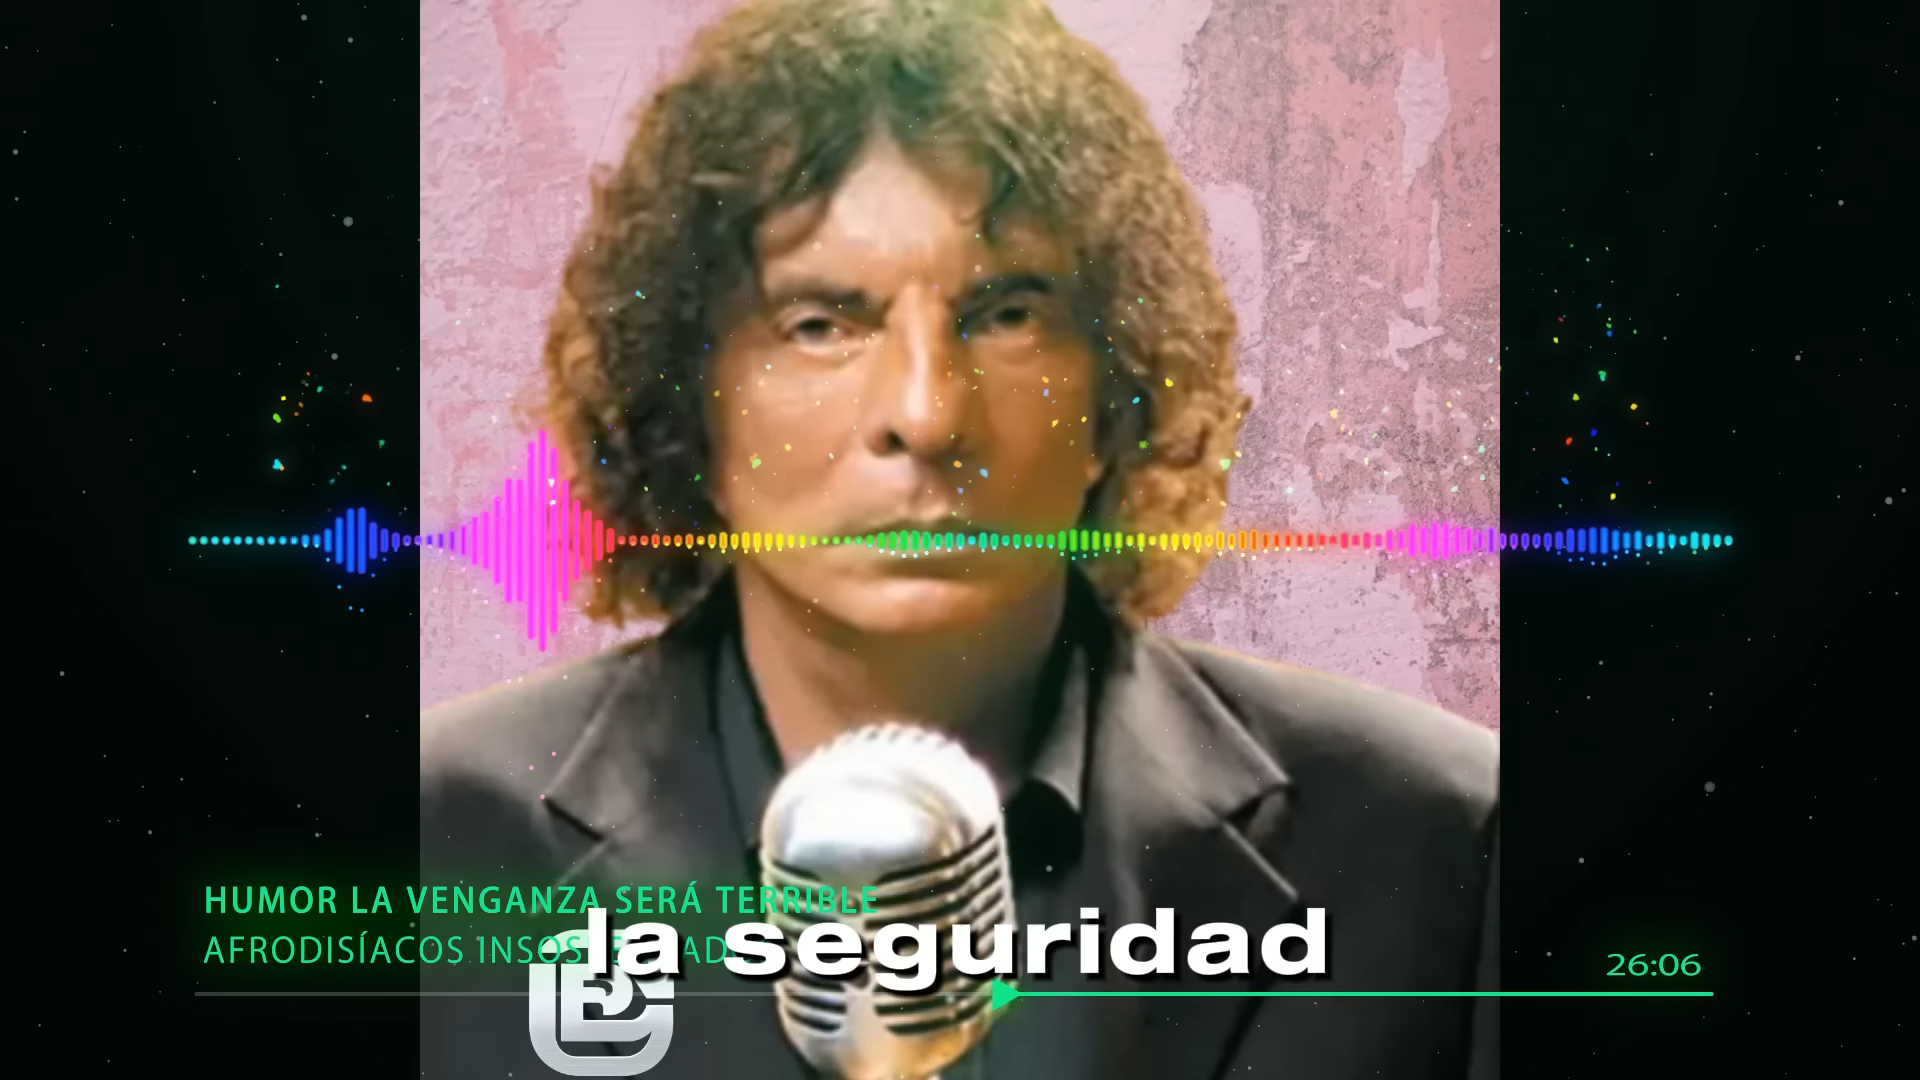 HUMOR LA VENGANZA SERÁ TERRIBLE
AFRODISÍACOS
la seguridad
26:06